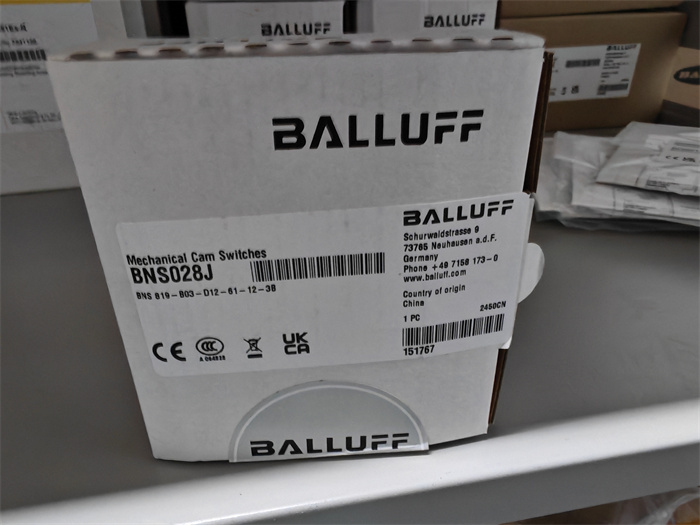 BALLUFF
BALLUFF
BALLUFF
BALLUFF
Mechanical Cam Switches
BNS028J
BNS 819-B03-D12-61-12-3B
BALLUFF
Schurwaldstrasse 9
73765 Neuhausen a.d.F.
Germany
Phone +49 7158 173-0
www.balluff.com
Country of origin
China
2450CN
1 PC
151767
CE
CCC
UK
CA
BALLUFF